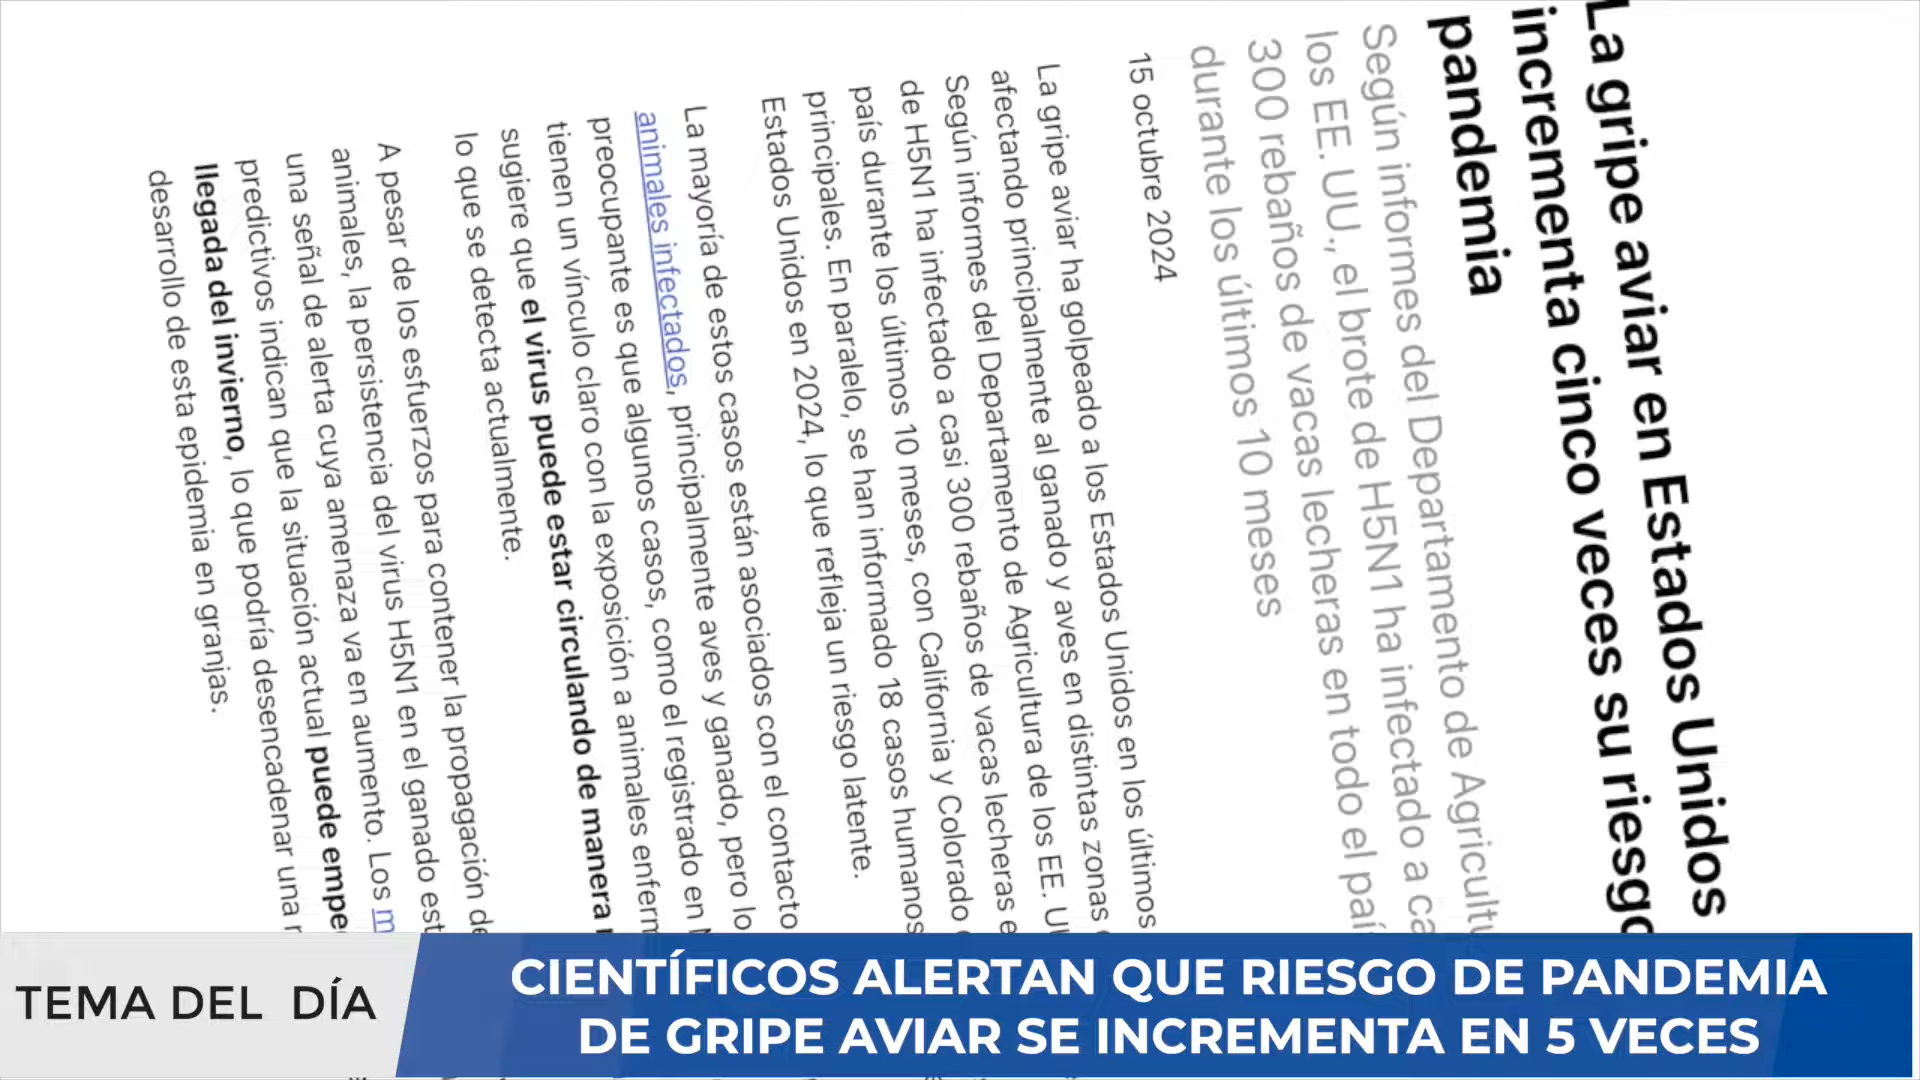 La gripe aviar en Estados Unidos
incrementa cinco veces su riesgo
pandemia
Según informes del Departamento de
los EE. UU., el brote de H5N1 ha infectado a
300 rebaños de vacas lecheras en todo el país
durante los últimos 10 meses
15 octubre 2024
La gripe aviar ha golpeado a los Estados Unidos en los últimos
afectando principalmente al ganado y aves en distintas zonas
Según informes del Departamento de Agricultura de los EE.
de H5N1 ha infectado a casi 300 rebaños de vacas lecheras
país durante los últimos 10 meses, con California y Colorado
principales. En paralelo, se han informado 18 casos humanos
Estados Unidos en 2024, lo que refleja un riesgo latente.
La mayoría de estos casos están asociados con el contacto
animales infectados, principalmente aves y ganado, pero lo
preocupante es que algunos casos, como el registrado en
tienen un vínculo claro con la exposición a animales
sugiere que el virus puede estar circulando de manera
lo que se detecta actualmente.
A pesar de los esfuerzos para contener la propagación
animales, la persistencia del virus H5N1 en el ganado
una señal de alerta cuya amenaza va en aumento. Los
predictivos indican que la situación actual puede
llegada del invierno, lo que podría desencadenar una
desarrollo de esta epidemia en granjas.
TEMA DEL DÍA
CIENTÍFICOS ALERTAN QUE RIESGO DE PANDEMIA
DE GRIPE AVIAR SE INCREMENTA EN 5 VECES